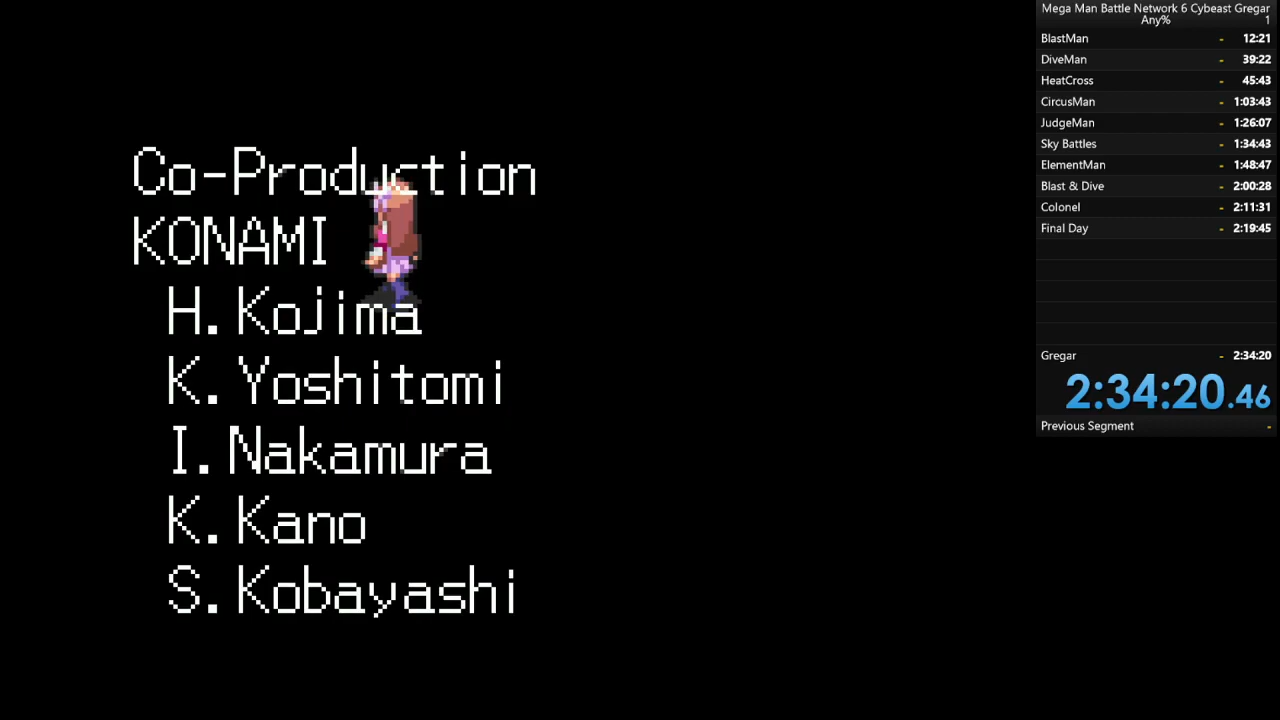 Co-Production
KONAMI
H. Kojima
K. Yoshitomi
I. Nakamura
K. Kano
S. Kobayashi
Mega Man Battle Network 6 Cybeast Gregar
Any% 1
BlastMan - 12:21
DiveMan - 39:22
HeatCross - 45:43
CircusMan - 1:03:43
JudgeMan - 1:26:07
Sky Battles - 1:34:43
ElementMan - 1:48:47
Blast & Dive - 2:00:28
Colonel - 2:11:31
Final Day - 2:19:45
Gregar - 2:34:20
2:34:20.46
Previous Segment -